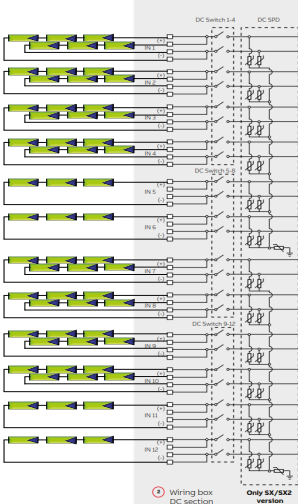 DC Switch 1-4
DC SPD
(+)
IN 1
(-)
(+)
IN 2
(-)
(+)
IN 3
(-)
(+)
IN 4
(-)
DC Switch 5-8
(+)
IN 5
(-)
(+)
IN 6
(-)
(+)
IN 7
(-)
(+)
IN 8
(-)
DC Switch 9-12
(+)
IN 9
(-)
(+)
IN 10
(-)
(+)
IN 11
(-)
(+)
IN 12
(-)
Wiring box
DC section
Only SX/SX2
version